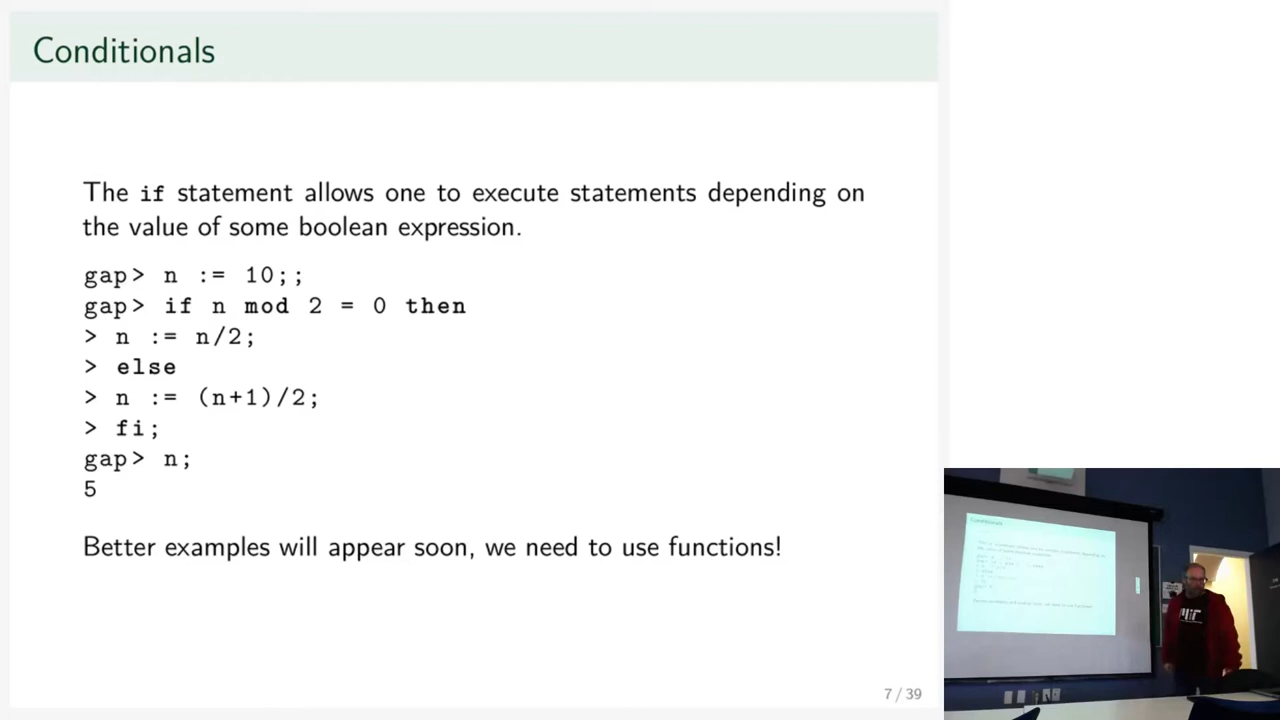 Conditionals
The if statement allows one to execute statements depending on
the value of some boolean expression.
gap> n := 10;;
gap> if n mod 2 = 0 then
> n := n/2;
> else
> n := (n+1)/2;
> fi;
gap> n;
5
Better examples will appear soon, we need to use functions!
7 / 39
Conditionals
MIT